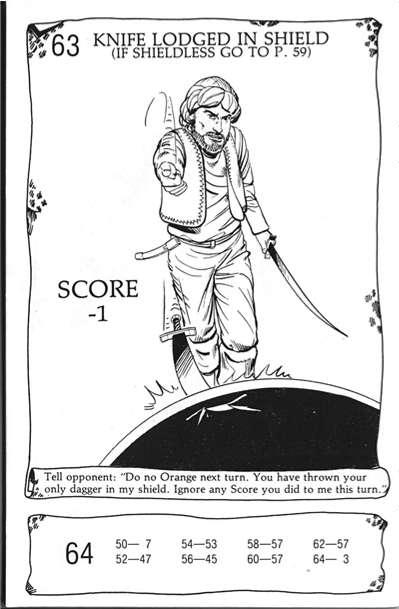 63 KNIFE LODGED IN SHIELD
(IF SHIELDLESS GO TO P. 59)
SCORE
-1
Tell opponent: "Do no Orange next turn. You have thrown your
only dagger in my shield. Ignore any Score you did to me this turn."
64 50— 7 54—53 58—57 62—57
52—47 56—45 60—57 64— 3